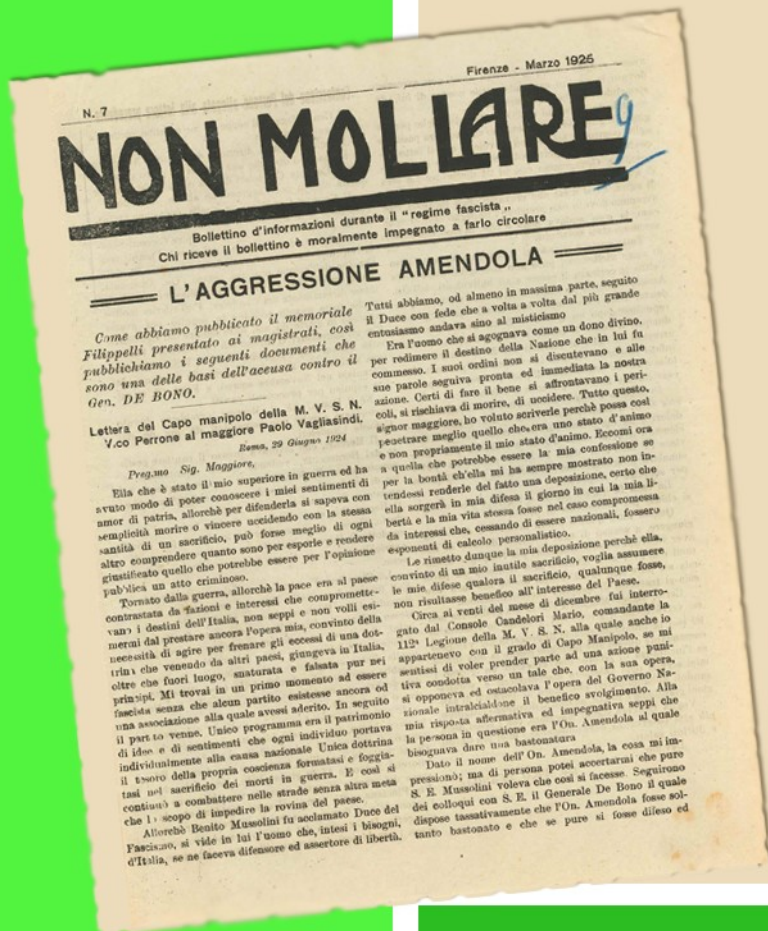 N. 7
Firenze - Marzo 1925
NON MOLLARE
9
Bollettino d'informazioni durante il "regime fascista „
Chi riceve il bollettino è moralmente impegnato a farlo circolare
L'AGGRESSIONE AMENDOLA
Come abbiamo pubblicato il memoriale
Filippelli presentato ai magistrati, così
pubblichiamo i seguenti documenti che
sono una delle basi dell'accusa contro il
Gen. DE BONO.
Lettera del Capo manipolo della M. V. S. N.
V.co Perrone al maggiore Paolo Vagliasindi.
Roma, 29 Giugno 1924
Preg.mo Sig. Maggiore,
Ella che è stato il mio superiore in guerra ed ha
avuto modo di poter conoscere i miei sentimenti di
amor di patria, allorchè per difenderla si sapeva con
semplicità morire o vincere uccidendo con la stessa
santità di un sacrificio, può forse meglio di ogni
altro comprendere quanto sono per esporle e rendere
giustificato quello che potrebbe essere per l'opinione
pubblica un atto criminoso.
Tornato dalla guerra, allorchè la pace era al paese
contrastata da fazioni e interessi che compromette-
vano i destini dell'Italia, non seppi e non volli esi-
mermi dal prestare ancora l'opera mia, convinto della
necessità di agire per frenare gli eccessi di una dot-
trina che venendo da altri paesi, giungeva in Italia,
oltre che fuori luogo, snaturata e falsata pur nei
principi. Mi trovai in un primo momento ad essere
fascista senza che alcun partito esistesse ancora od
una associazione alla quale avessi aderito. In seguito
il partito venne. Unico programma era il patrimonio
di idee e di sentimenti che ogni individuo portava
individualmente alla causa nazionale Unica dottrina
il tesoro della propria coscienza formatasi e foggia-
tasi nel sacrificio dei morti in guerra. E così si
continuò a combattere nelle strade senza altra meta
che lo scopo di impedire la rovina del paese.
Allorchè Benito Mussolini fu acclamato Duce del
Fascismo, si vide in lui l'uomo che, intesi i bisogni,
d'Italia, se ne faceva difensore ed assertore di libertà.
Tutti abbiamo, od almeno in massima parte, seguito
il Duce con fede che a volta a volta dal più grande
entusiasmo andava sino al misticismo
Era l'uomo che si agognava come un dono divino,
per redimere il destino della Nazione che in lui fu
commesso. I suoi ordini non si discutevano e alle
sue parole seguiva pronta ed immediata la nostra
azione. Certi di fare il bene si affrontavano i peri-
coli, si rischiava di morire, di uccidere. Tutto questo,
signor maggiore, ho voluto scriverle perchè possa così
penetrare meglio quello che era uno stato d'animo
e non propriamente il mio stato d'animo. Eccomi ora
a quella che potrebbe essere la mia confessione se
per la bontà ch'ella mi ha sempre mostrato non in-
tendessi renderle del fatto una deposizione, certo che
ella sorgerà in mia difesa il giorno in cui la mia li-
bertà e la mia vita stessa fosse nel caso compromessa
da interessi che, cessando di essere nazionali, fossero
esponenti di calcolo personalistico.
Le rimetto dunque la mia deposizione perchè ella,
convinto di un mio inutile sacrificio, voglia assumere
le mie difese qualora il sacrificio, qualunque fosse,
non risultasse benefico all'interesse del Paese.
Circa ai venti del mese di dicembre fui interro-
gato dal Console Candelori Mario, comandante la
112ª Legione della M. V. S. N. alla quale anche io
appartenevo con il grado di Capo Manipolo, se mi
sentissi di voler prender parte ad una azione puni-
tiva condotta verso un tale che, con la sua opera,
si opponeva ed ostacolava l'opera del Governo Na-
zionale intralciandone il benefico svolgimento. Alla
mia risposta affermativa ed impegnativa seppi che
la persona in questione era l'On. Amendola al quale
bisognava dare una bastonatura
Dato il nome dell'On. Amendola, la cosa mi im-
pressionò; ma di persona potei accertarmi che pure
S. E. Mussolini voleva che così si facesse. Seguirono
dei colloqui con S. E. il Generale De Bono il quale
dispose tassativamente che l'On. Amendola fosse sol-
tanto bastonato e che se pure si fosse difeso ed